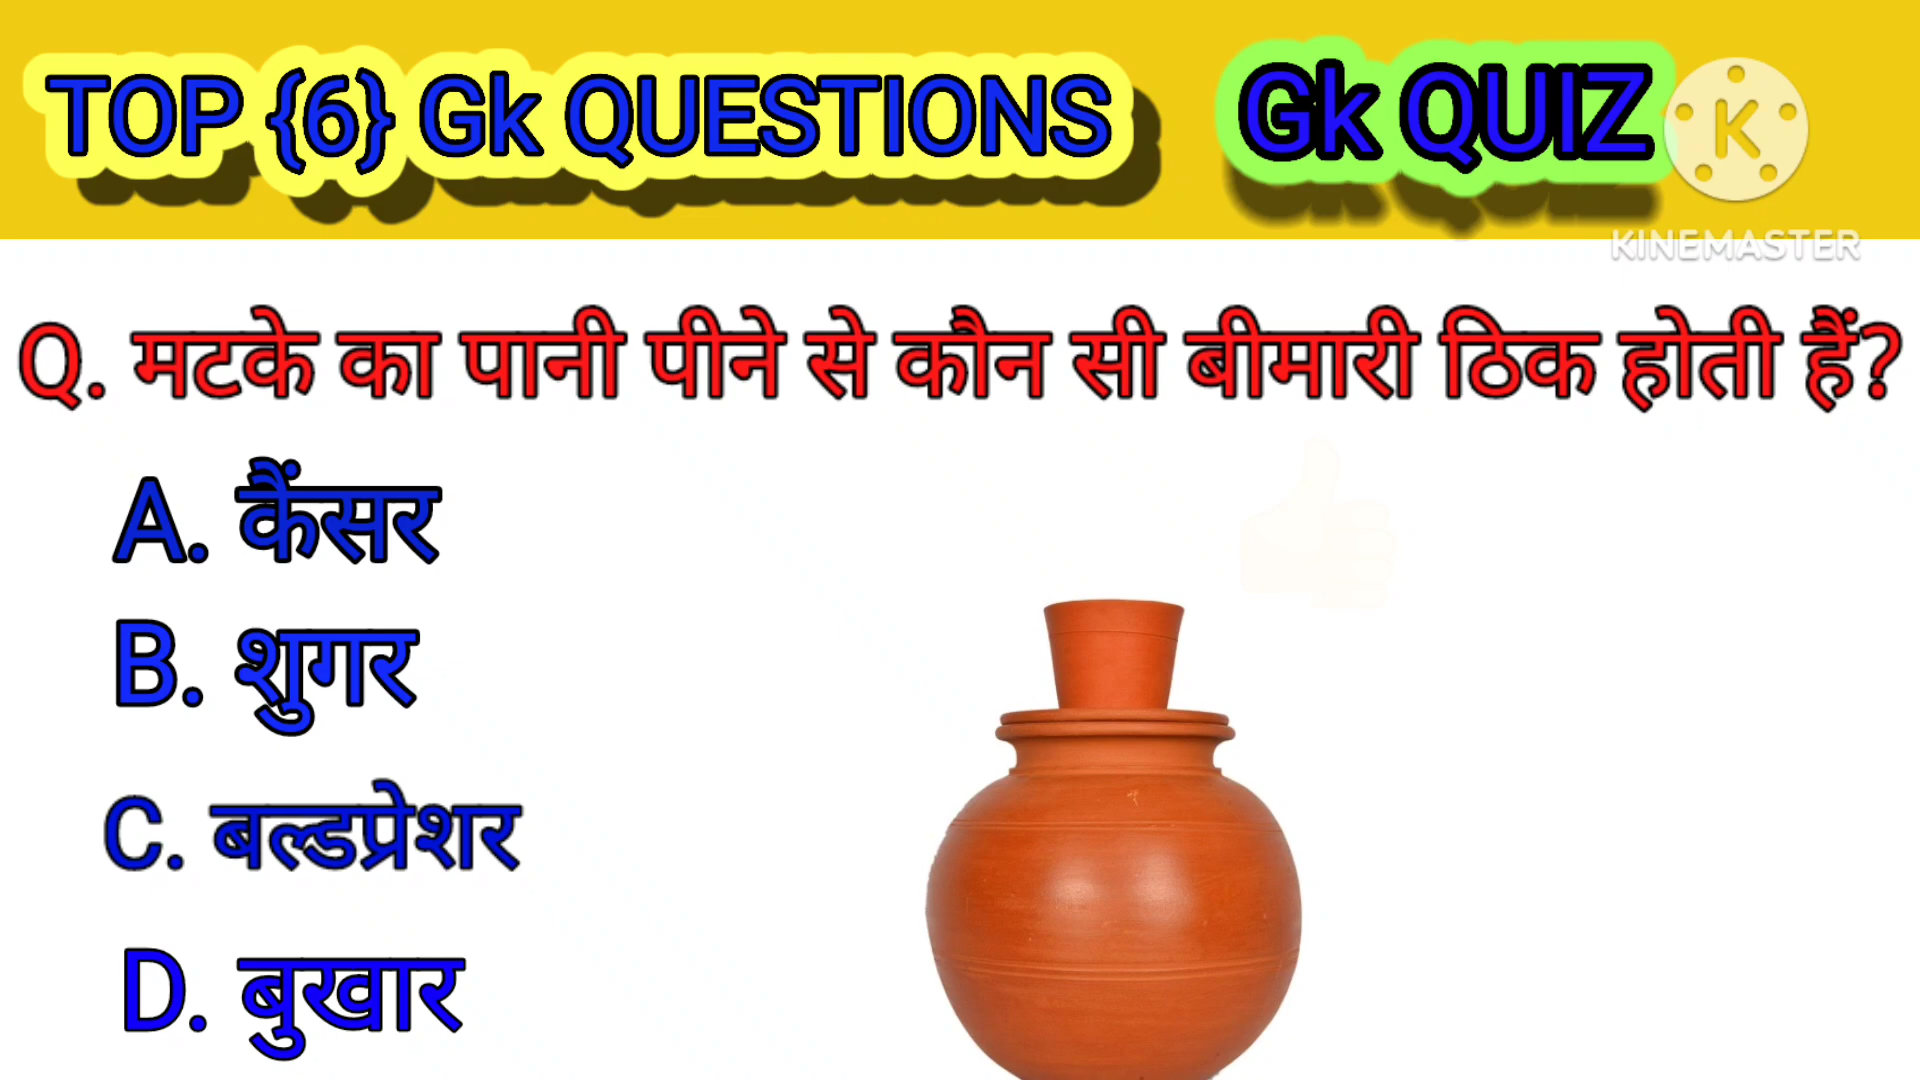 TOP {6} Gk QUESTIONS Gk QUIZ
K
KINEMASTER
Q. मटके का पानी पीने से कौन सी बीमारी ठिक होती हैं?
A. कैंसर
B. शुगर
C. बल्डप्रेशर
D. बुखार